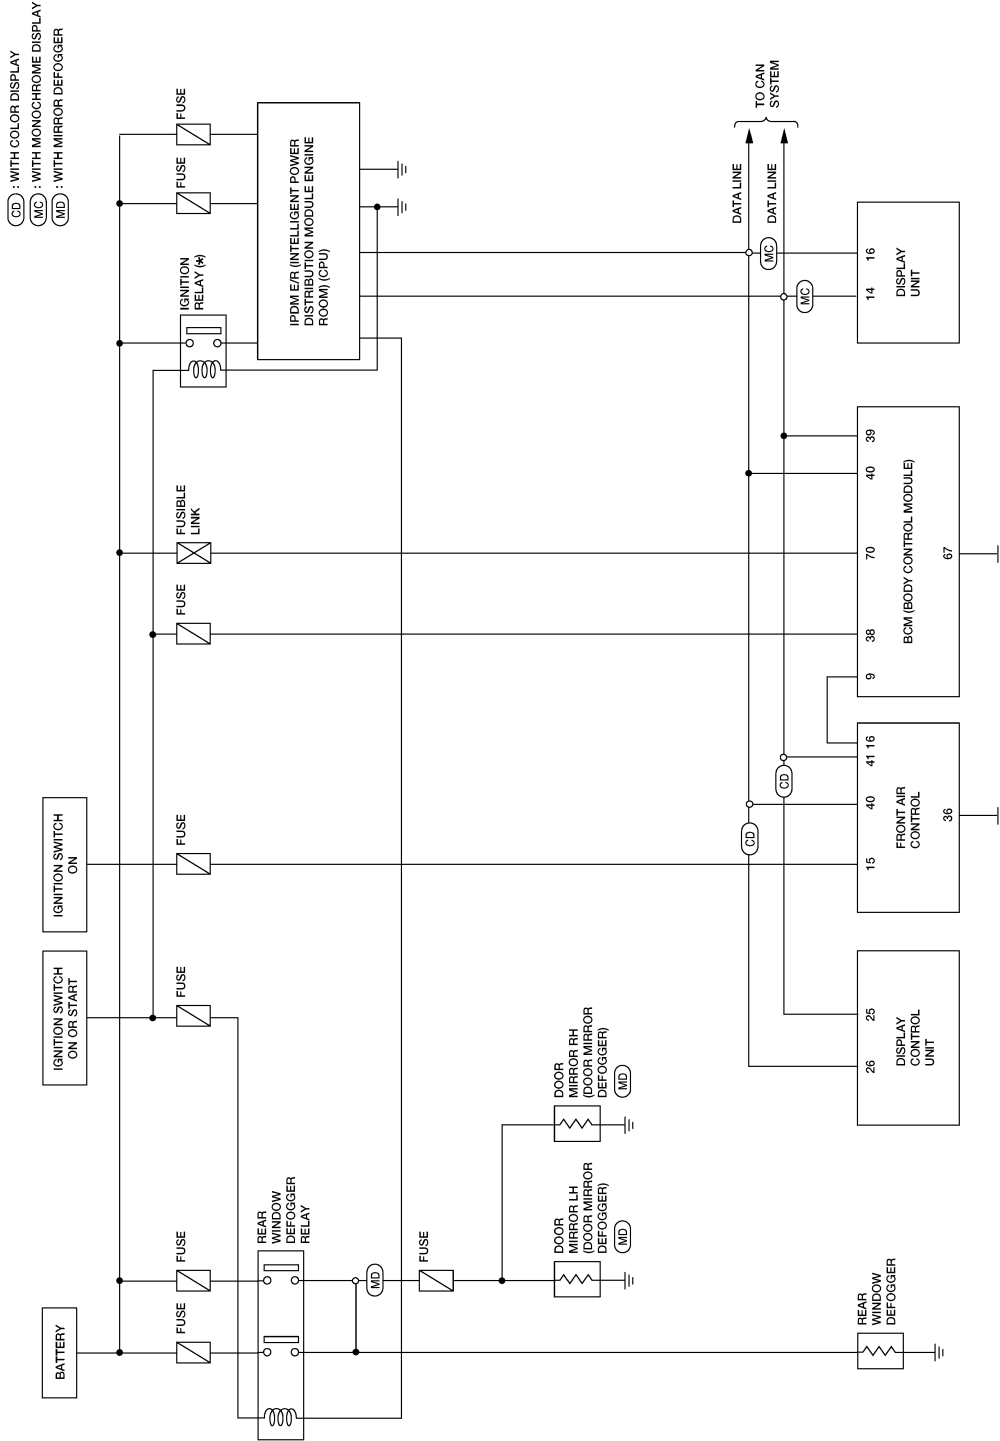 CD : WITH COLOR DISPLAY
MC : WITH MONOCHROME DISPLAY
MD : WITH MIRROR DEFOGGER
BATTERY
IGNITION SWITCH
ON OR START
IGNITION SWITCH
ON
FUSE
FUSE
FUSE
FUSE
FUSE
FUSIBLE
LINK
IGNITION
RELAY (★)
FUSE
FUSE
REAR
WINDOW
DEFOGGER
RELAY
IPDM E/R (INTELLIGENT POWER
DISTRIBUTION MODULE ENGINE
ROOM) (CPU)
MD
FUSE
DOOR
MIRROR LH
(DOOR MIRROR
DEFOGGER)
MD
DOOR
MIRROR RH
(DOOR MIRROR
DEFOGGER)
MD
CD
CD
MC
MC
DATA LINE
DATA LINE
TO CAN
SYSTEM
REAR
WINDOW
DEFOGGER
26
25
DISPLAY
CONTROL
UNIT
15
40
41
16
FRONT AIR
CONTROL
36
9
38
70
40
39
BCM (BODY CONTROL MODULE)
67
14
16
DISPLAY
UNIT